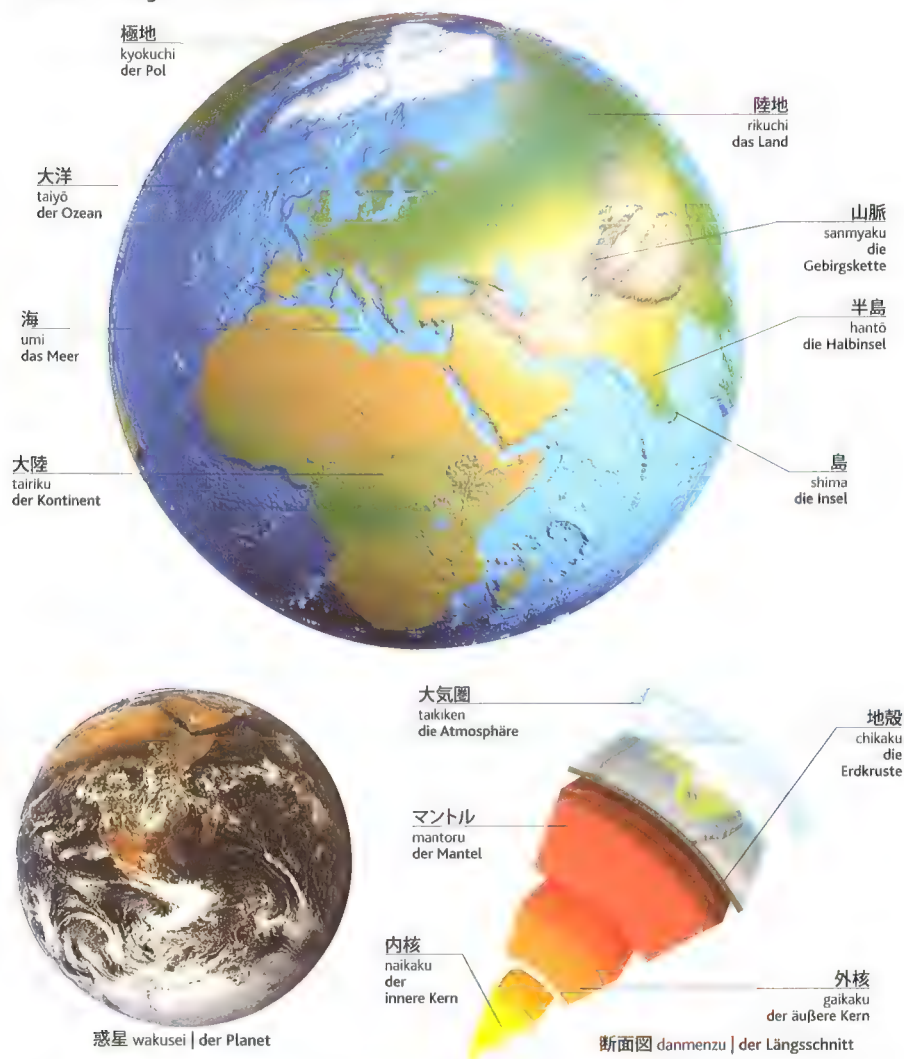 極地
kyokuchi
der Pol
陸地
rikuchi
das Land
大洋
taiyō
der Ozean
山脈
sanmyaku
die
Gebirgskette
海
umi
das Meer
半島
hantō
die Halbinsel
大陸
tairiku
der Kontinent
島
shima
die Insel
惑星 wakusei | der Planet
大気圏
taikiken
die Atmosphäre
地殻
chikaku
die
Erdkruste
マントル
mantoru
der Mantel
内核
naikaku
der
innere Kern
外核
gaikaku
der äußere Kern
断面図 danmenzu | der Längsschnitt